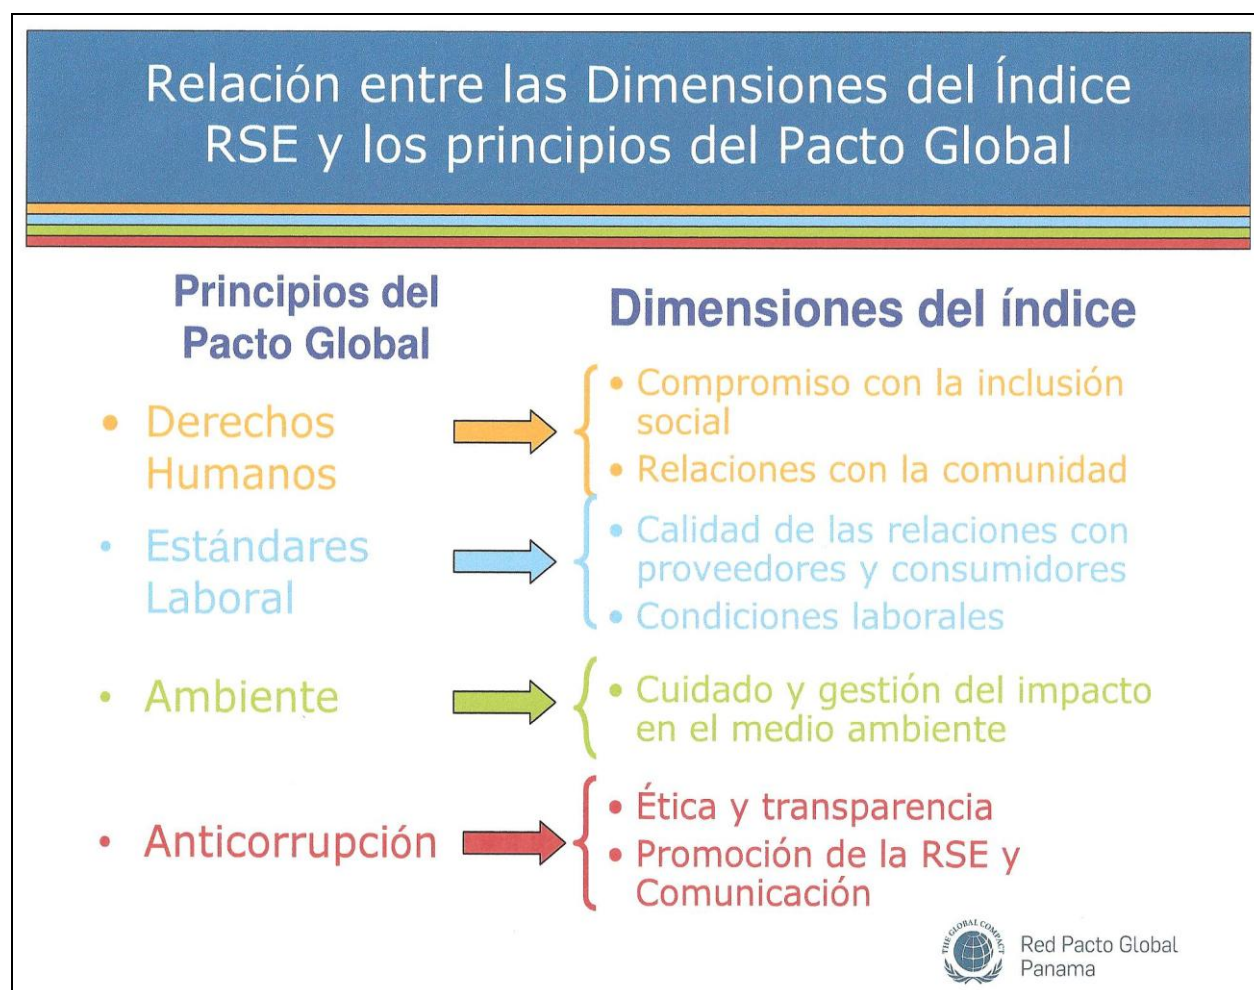 Relación entre las Dimensiones del Índice
RSE y los principios del Pacto Global
Principios del
Pacto Global
Dimensiones del índice
• Derechos
Humanos
• Compromiso con la inclusión
social
• Relaciones con la comunidad
• Estándares
Laboral
• Calidad de las relaciones con
proveedores y consumidores
• Condiciones laborales
• Ambiente
• Cuidado y gestión del impacto
en el medio ambiente
• Anticorrupción
• Ética y transparencia
• Promoción de la RSE y
Comunicación
THE GLOBAL COMPACT
Red Pacto Global
Panama